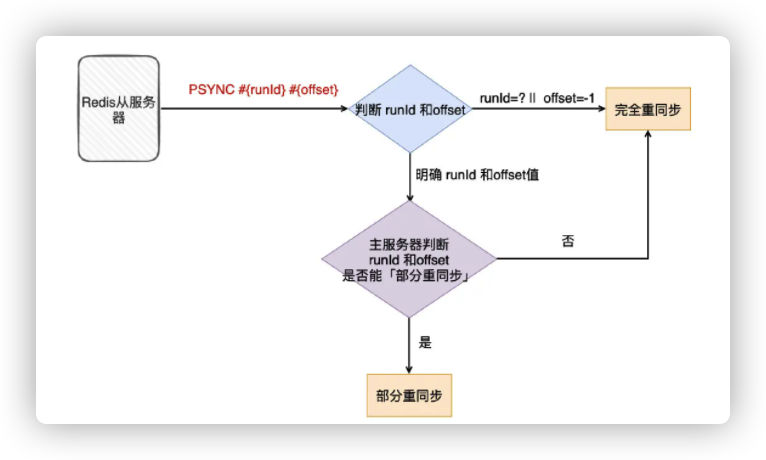 Redis从服务
器
PSYNC #{runId} #{offset}
判断 runId 和offset
runId=? || offset=-1
完全重同步
明确 runId 和offset值
主服务器判断
runId 和offset
是否能「部分重同步」
否
是
部分重同步